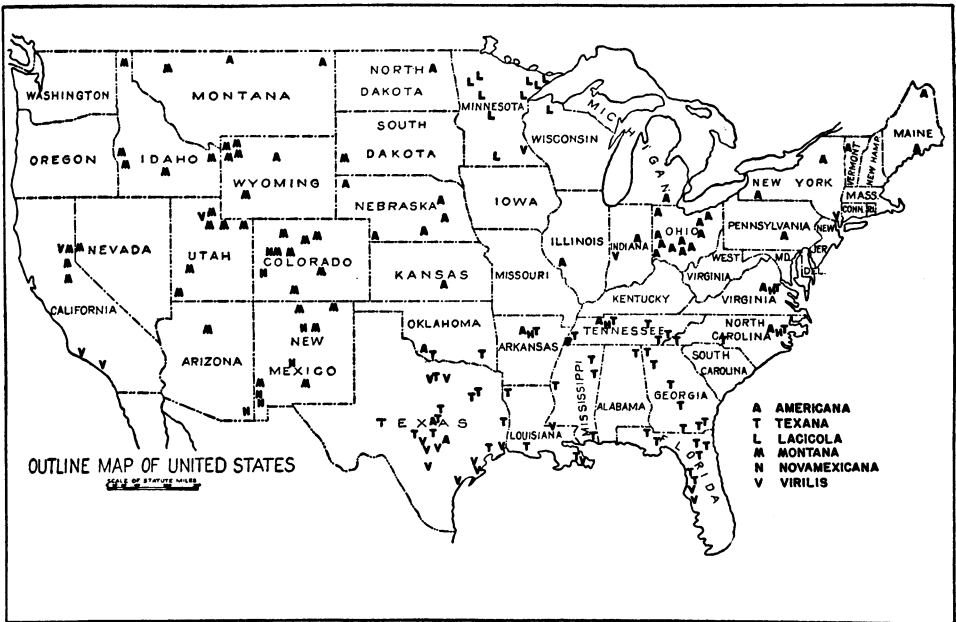 WASHINGTON
OREGON
IDAHO
MONTANA
WYOMING
NORTH
DAKOTA
SOUTH
DAKOTA
NEBRASKA
KANSAS
MINNESOTA
WISCONSIN
MICHIGAN
IOWA
ILLINOIS
INDIANA
OHIO
MISSOURI
KENTUCKY
WEST
VIRGINIA
VIRGINIA
PENNSYLVANIA
NEW YORK
VERMONT
NEW HAMP.
MAINE
MASS.
CONN.
R.I.
NEW
JER.
MD.
DEL.
NEVADA
UTAH
COLORADO
CALIFORNIA
ARIZONA
NEW
MEXICO
OKLAHOMA
ARKANSAS
TENNESSEE
NORTH
CAROLINA
SOUTH
CAROLINA
TEXAS
LOUISIANA
MISSISSIPPI
ALABAMA
GEORGIA
FLORIDA
A AMERICANA
T TEXANA
L LACICOLA
M MONTANA
N NOVAMEXICANA
V VIRILIS
OUTLINE MAP OF UNITED STATES
SCALE OF STATUTE MILES